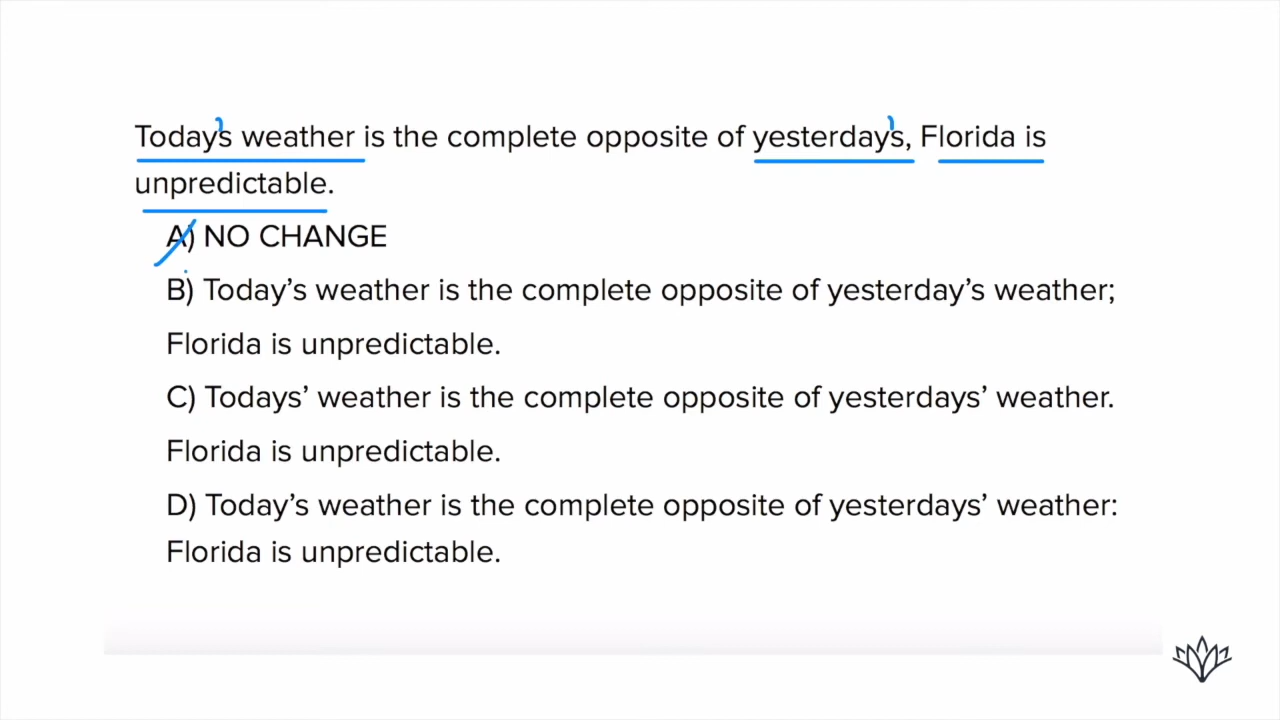 Today's weather is the complete opposite of yesterday's, Florida is
unpredictable.
A) NO CHANGE
B) Today’s weather is the complete opposite of yesterday’s weather;
Florida is unpredictable.
C) Todays’ weather is the complete opposite of yesterdays’ weather.
Florida is unpredictable.
D) Today’s weather is the complete opposite of yesterdays’ weather:
Florida is unpredictable.